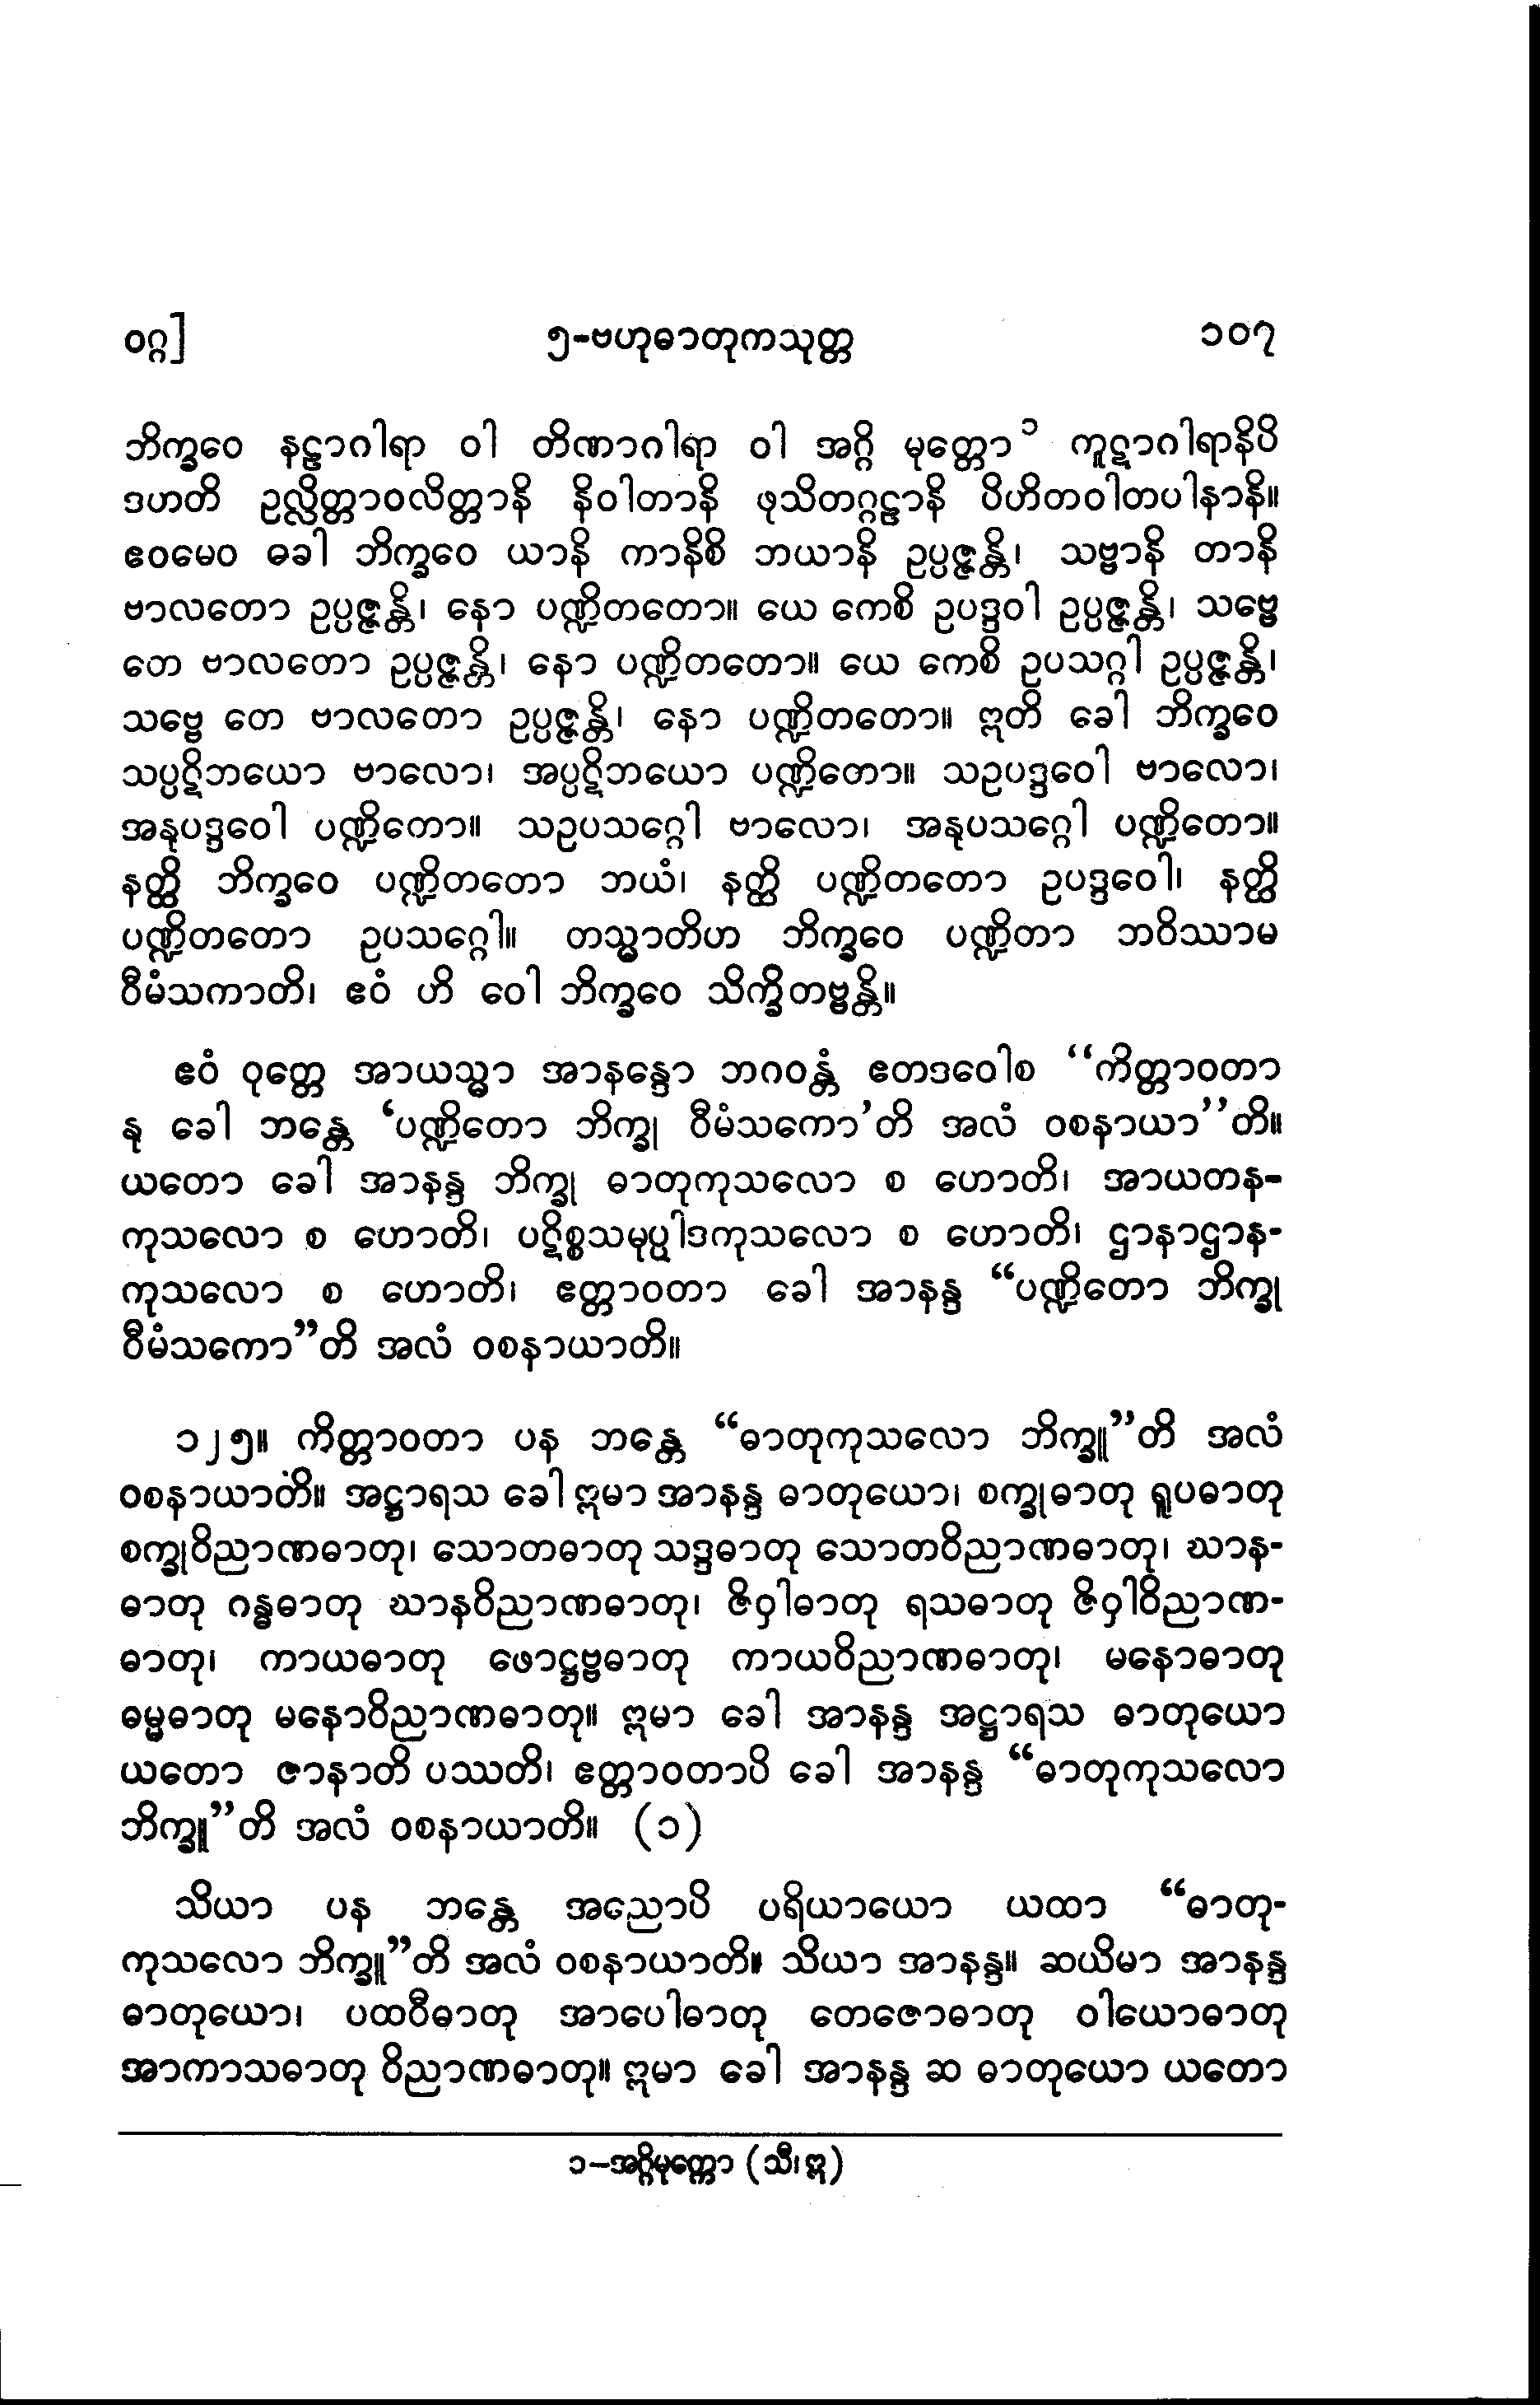 ဝဂ္ဂ] ၅-ဗဟုဓာတုကသုတ္တ ၁၀၇
ဘိက္ခဝေ နဠာဂါရာ ဝါ တိဏာဂါရာ ဝါ အဂ္ဂိ မုတ္တော ၁ ကူဋာဂါရာနိပိ
ဒဟတိ ဥလ္လိတ္တာဝလိတ္တာနိ နိဝါတာနိ ဖုသိတဂ္ဂဠာနိ ပိဟိတဝါတပါနာနိ။
ဧဝမေဝ ခေါ ဘိက္ခဝေ ယာနိ ကာနိစိ ဘယာနိ ဥပ္ပဇ္ဇန္တိ၊ သဗ္ဗာနိ တာနိ
ဗာလတော ဥပ္ပဇ္ဇန္တိ၊ နော ပဏ္ဍိတတော။ ယေ ကေစိ ဥပဒ္ဒဝါ ဥပ္ပဇ္ဇန္တိ၊ သဗ္ဗေ
တေ ဗာလတော ဥပ္ပဇ္ဇန္တိ၊ နော ပဏ္ဍိတတော။ ယေ ကေစိ ဥပသဂ္ဂါ ဥပ္ပဇ္ဇန္တိ၊
သဗ္ဗေ တေ ဗာလတော ဥပ္ပဇ္ဇန္တိ၊ နော ပဏ္ဍိတတော။ ဣတိ ခေါ ဘိက္ခဝေ
သပ္ပဋိဘယော ဗာလော၊ အပ္ပဋိဘယော ပဏ္ဍိတော။ သဥပဒ္ဒဝေါ ဗာလော၊
အနုပဒ္ဒဝေါ ပဏ္ဍိကော။ သဥပသဂ္ဂေါ ဗာလော၊ အနုပသဂ္ဂေါ ပဏ္ဍိတော။
နတ္ထိ ဘိက္ခဝေ ပဏ္ဍိတတော ဘယံ၊ နတ္ထိ ပဏ္ဍိတတော ဥပဒ္ဒဝေါ၊ နတ္ထိ
ပဏ္ဍိတတော ဥပသဂ္ဂေါ။ တသ္မာတိဟ ဘိက္ခဝေ ပဏ္ဍိတာ ဘဝိဿာမ
ဝီမံသကာတိ၊ ဧဝံ ဟိ ဝေါ ဘိက္ခဝေ သိက္ခိတဗ္ဗန္တိ။
ဧဝံ ဝုတ္တေ အာယသ္မာ အာနန္ဒော ဘဂဝန္တံ ဧတဒဝေါစ “ကိတ္တာဝတာ
နု ခေါ ဘန္တေ ‘ပဏ္ဍိတော ဘိက္ခု ဝီမံသကော’တိ အလံ ဝစနာယာ”တိ။
ယတော ခေါ အာနန္ဒ ဘိက္ခု ဓာတုကုသလော စ ဟောတိ၊ အာယတန-
ကုသလော စ ဟောတိ၊ ပဋိစ္စသမုပ္ပါဒကုသလော စ ဟောတိ၊ ဌာနာဌာန-
ကုသလော စ ဟောတိ၊ ဧတ္တာဝတာ ခေါ အာနန္ဒ “ပဏ္ဍိတော ဘိက္ခု
ဝီမံသကော”တိ အလံ ဝစနာယာတိ။
၁၂၅။ ကိတ္တာဝတာ ပန ဘန္တေ “ဓာတုကုသလော ဘိက္ခူ”တိ အလံ
ဝစနာယာတိ။ အဋ္ဌာရသ ခေါ ဣမာ အာနန္ဒ ဓာတုယော၊ စက္ခုဓာတု ရူပဓာတု
စက္ခုဝိညာဏဓာတု၊ သောတဓာတု သဒ္ဒဓာတု သောတဝိညာဏဓာတု၊ ဃာန-
ဓာတု ဂန္ဓဓာတု ဃာနဝိညာဏဓာတု၊ ဇိဝှါဓာတု ရသဓာတု ဇိဝှါဝိညာဏ-
ဓာတု၊ ကာယဓာတု ဖောဋ္ဌဗ္ဗဓာတု ကာယဝိညာဏဓာတု၊ မနောဓာတု
ဓမ္မဓာတု မနောဝိညာဏဓာတု။ ဣမာ ခေါ အာနန္ဒ အဋ္ဌာရသ ဓာတုယော
ယတော ဇာနာတိ ပဿတိ၊ ဧတ္တာဝတာပိ ခေါ အာနန္ဒ “ဓာတုကုသလော
ဘိက္ခူ”တိ အလံ ဝစနာယာတိ။ (၁)
သိယာ ပန ဘန္တေ အညောပိ ပရိယာယော ယထာ “ဓာတု-
ကုသလော ဘိက္ခူ”တိ အလံ ဝစနာယာတိ။ သိယာ အာနန္ဒ။ ဆယိမာ အာနန္ဒ
ဓာတုယော၊ ပထဝီဓာတု အာပေါဓာတု တေဇောဓာတု ဝါယောဓာတု
အာကာသဓာတု ဝိညာဏဓာတု။ ဣမာ ခေါ အာနန္ဒ ဆ ဓာတုယော ယတော
၁-အဂ္ဂိမုက္ကော (သီ၊ဣ)